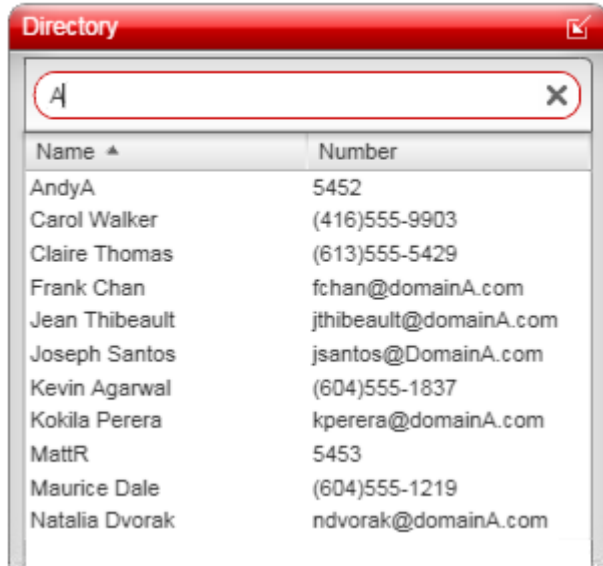 Directory
A
Name Number
AndyA 5452
Carol Walker (416)555-9903
Claire Thomas (613)555-5429
Frank Chan fchan@domainA.com
Jean Thibeault jthibeault@domainA.com
Joseph Santos jsantos@DomainA.com
Kevin Agarwal (604)555-1837
Kokila Perera kperera@domainA.com
MattR 5453
Maurice Dale (604)555-1219
Natalia Dvorak ndvorak@domainA.com